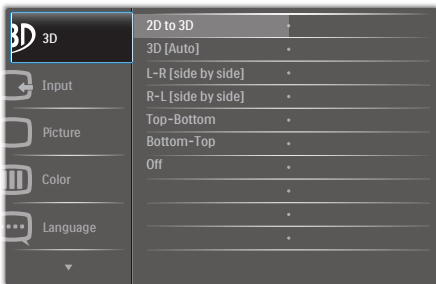 3D 3D
Input
Picture
Color
Language
2D to 3D
3D [Auto]
L-R [side by side]
R-L [side by side]
Top-Bottom
Bottom-Top
Off